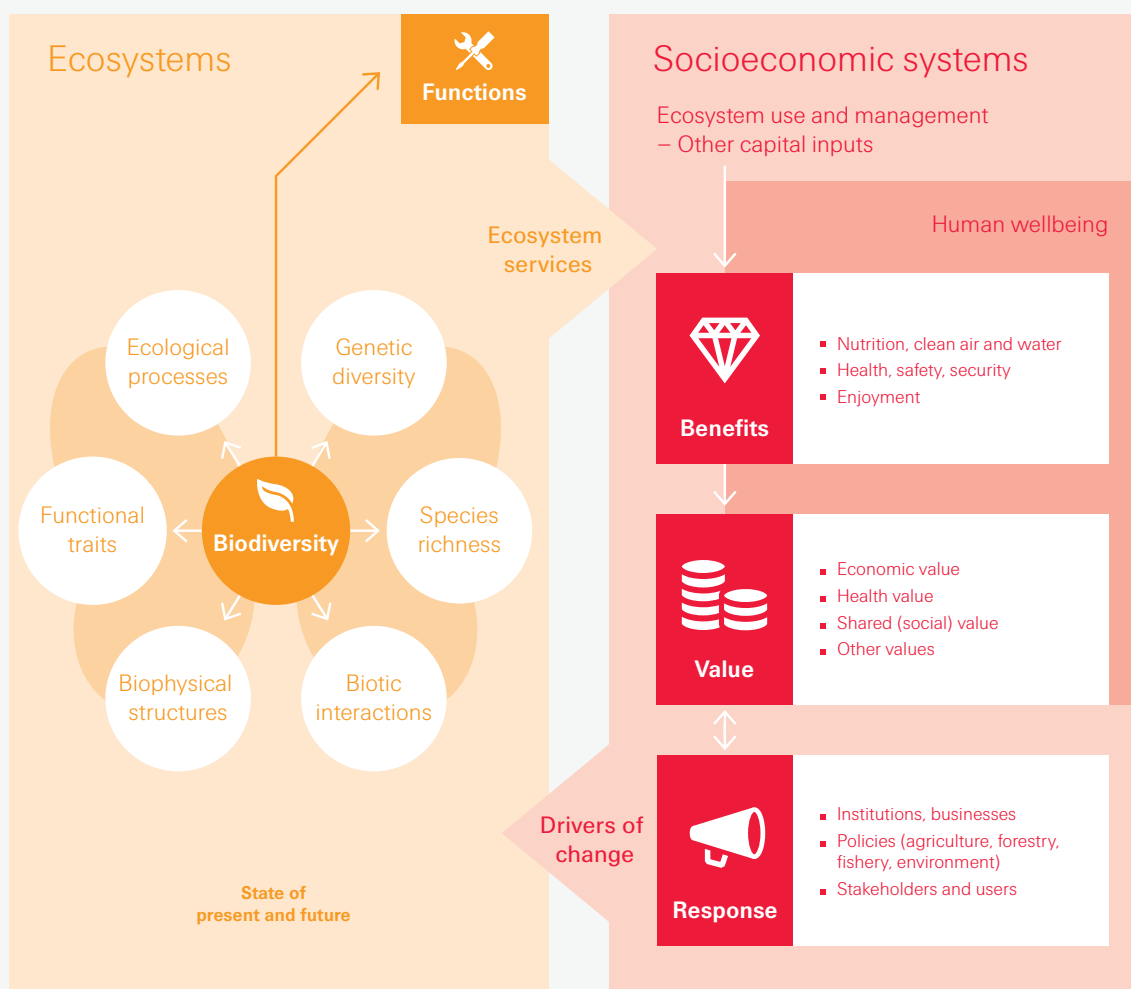 Ecosystems
Functions
Ecosystem
services
Ecological
processes
Genetic
diversity
Functional
traits
Biodiversity
Species
richness
Biophysical
structures
Biotic
interactions
State of
present and future
Socioeconomic systems
Ecosystem use and management
– Other capital inputs
Human wellbeing
Benefits
Nutrition, clean air and water
Health, safety, security
Enjoyment
Value
Economic value
Health value
Shared (social) value
Other values
Drivers of
change
Response
Institutions, businesses
Policies (agriculture, forestry,
fishery, environment)
Stakeholders and users